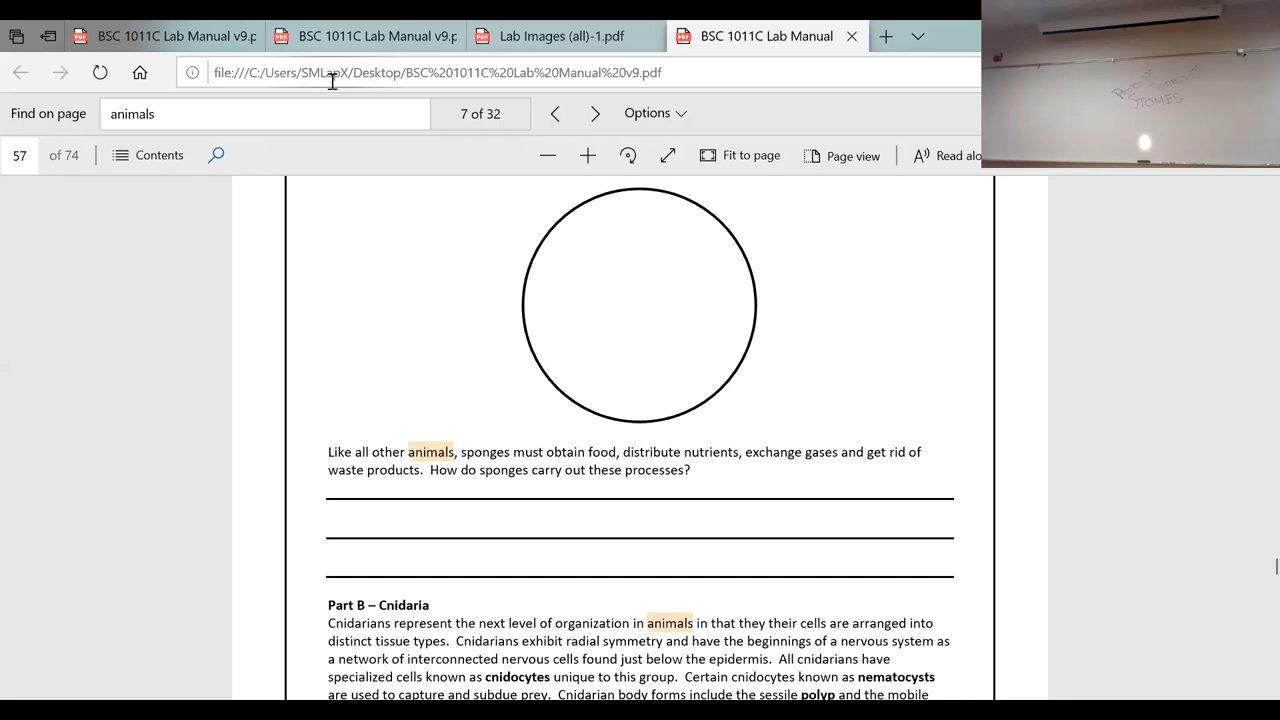 BSC 1011C Lab Manual v9.p
BSC 1011C Lab Manual v9.p
Lab Images (all)-1.pdf
BSC 1011C Lab Manual
file:///C:/Users/SMLapX/Desktop/BSC%201011C%20Lab%20Manual%20v9.pdf
Find on page
animals
7 of 32
Options
57 of 74
Contents
Fit to page
Page view
Read alo
STOMES
Like all other animals, sponges must obtain food, distribute nutrients, exchange gases and get rid of
waste products. How do sponges carry out these processes?
Part B – Cnidaria
Cnidarians represent the next level of organization in animals in that they their cells are arranged into
distinct tissue types. Cnidarians exhibit radial symmetry and have the beginnings of a nervous system as
a network of interconnected nervous cells found just below the epidermis. All cnidarians have
specialized cells known as cnidocytes unique to this group. Certain cnidocytes known as nematocysts
are used to capture and subdue prey. Cnidarian body forms include the sessile polyp and the mobile